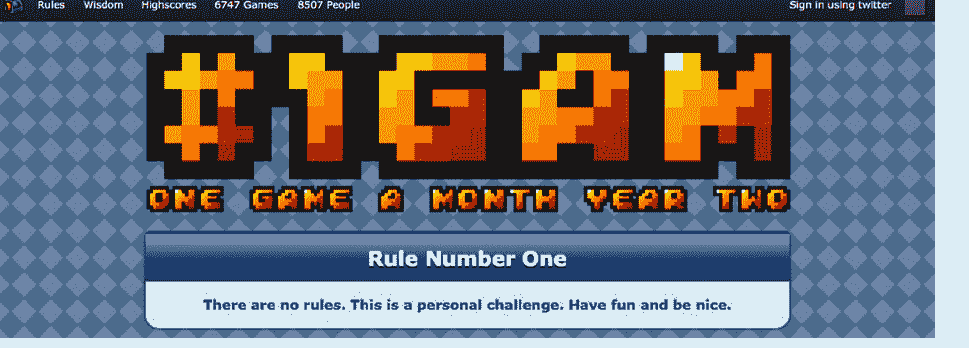 Rules Wisdom Highscores 6747 Games 8507 People Sign in using twitter
#1GAM
ONE GAME A MONTH YEAR TWO
Rule Number One
There are no rules. This is a personal challenge. Have fun and be nice.